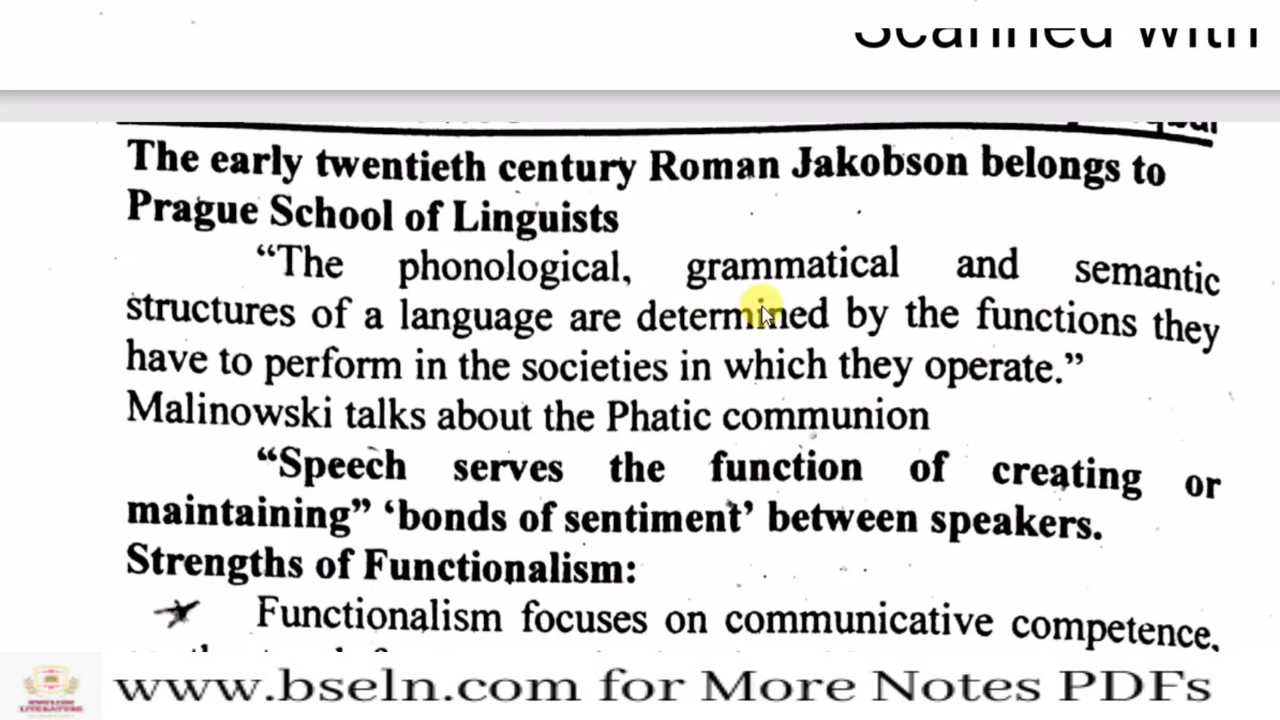 Scanned with
The early twentieth century Roman Jakobson belongs to
Prague School of Linguists
“The phonological, grammatical and semantic
structures of a language are determined by the functions they
have to perform in the societies in which they operate.”
Malinowski talks about the Phatic communion
“Speech serves the function of creating or
maintaining” ‘bonds of sentiment’ between speakers.
Strengths of Functionalism:
Functionalism focuses on communicative competence,
ENGLISH
LITERATURE
www.bseln.com for More Notes PDFs